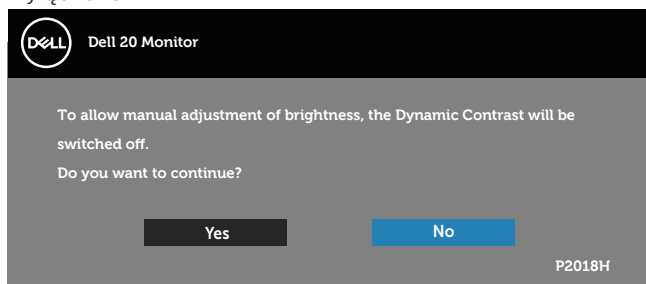 DELL
Dell 20 Monitor
To allow manual adjustment of brightness, the Dynamic Contrast will be
switched off.
Do you want to continue?
Yes
No
P2018H